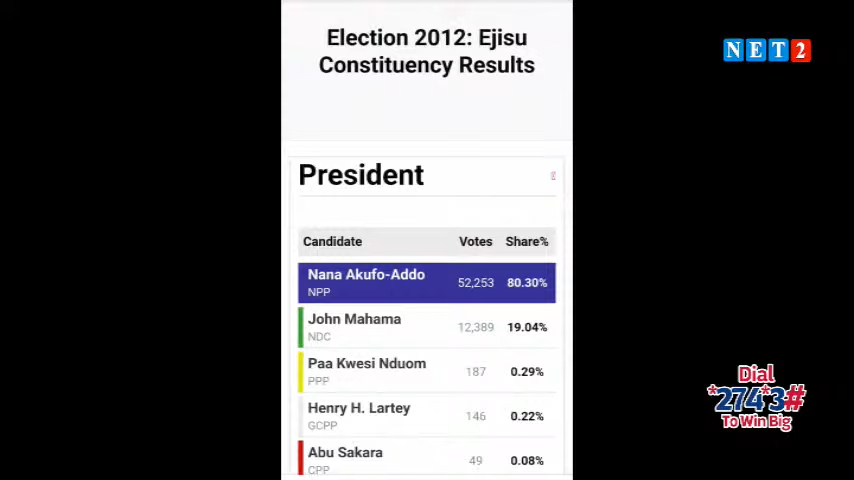 Election 2012: Ejisu
Constituency Results
NET2
President
Candidate Votes Share%
Nana Akufo-Addo
NPP
52,253 80.30%
John Mahama
NDC
12,389 19.04%
Paa Kwesi Nduom
PPP
187 0.29%
Henry H. Lartey
GCPP
146 0.22%
Abu Sakara
CPP
49 0.08%
Dial
*274*3#
To Win Big